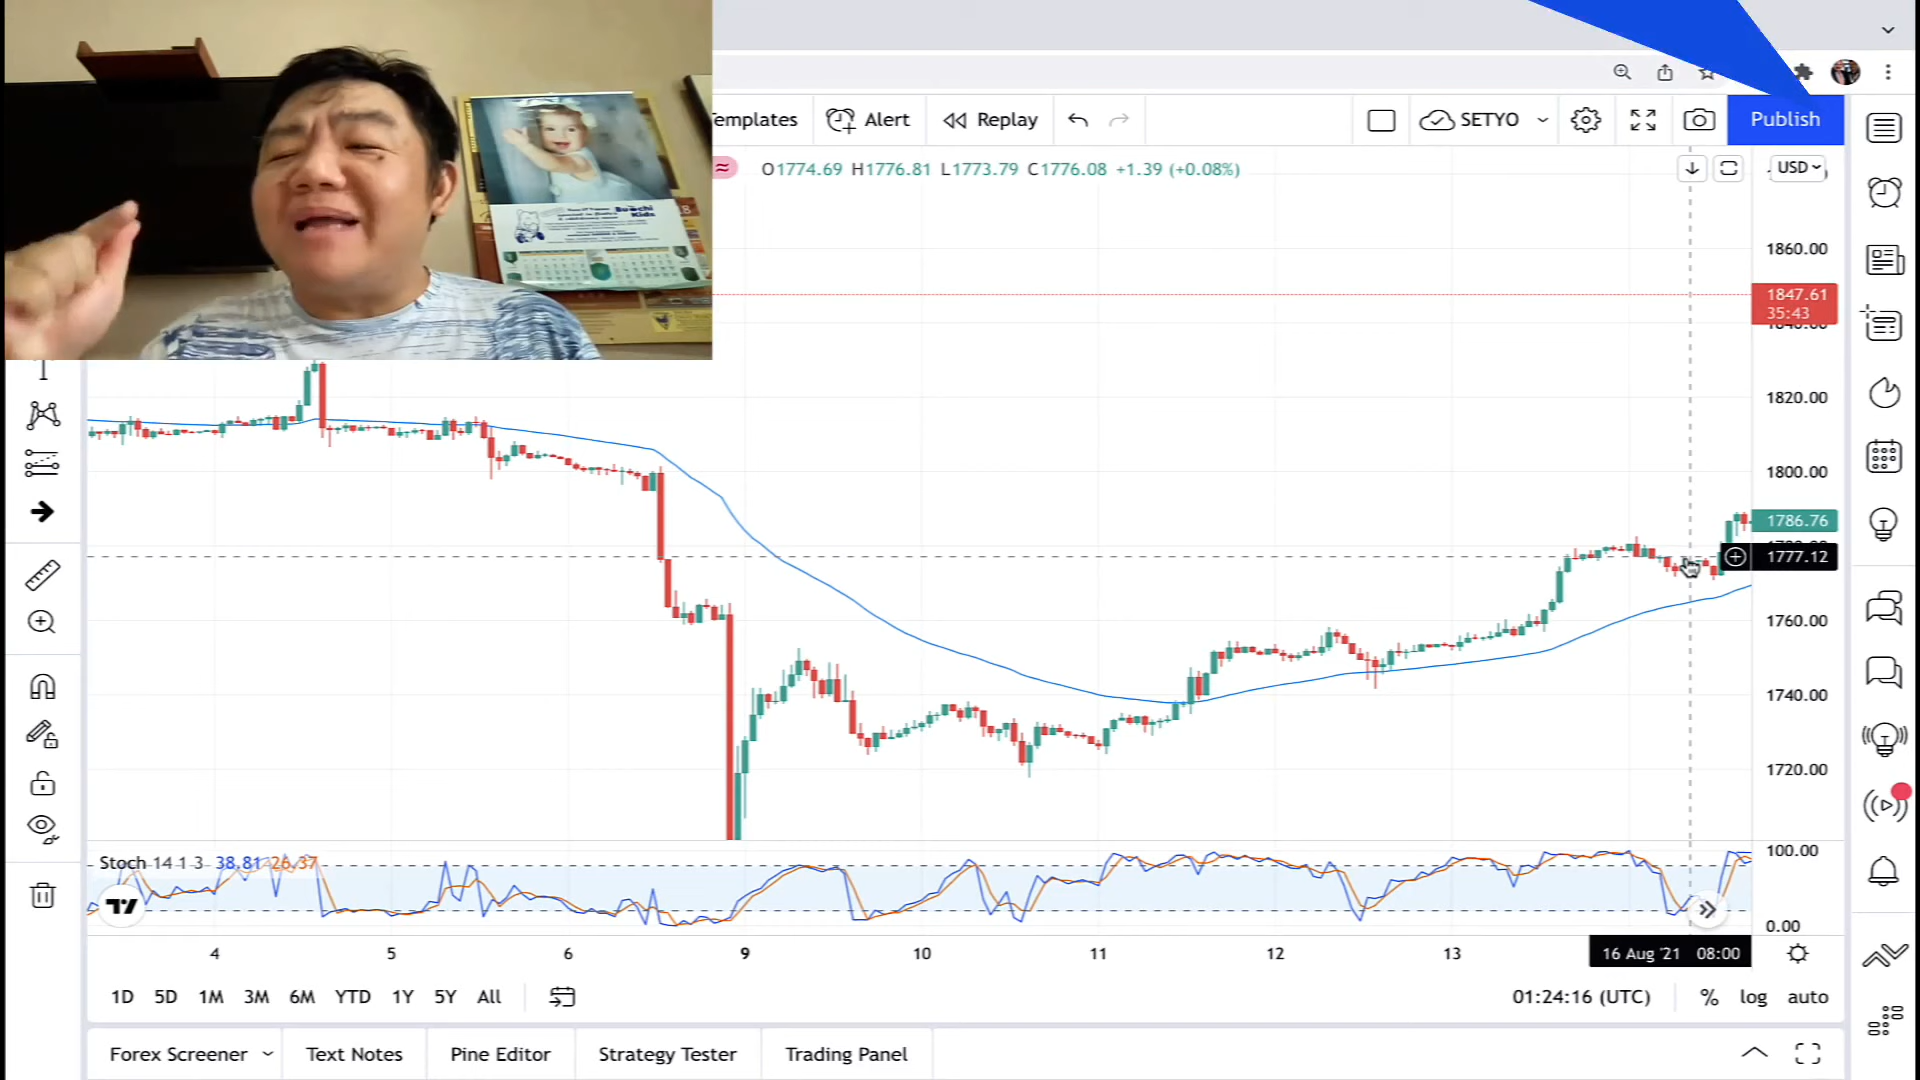 emplates
Alert
Replay
SETYO
Publish
O1774.69 H1776.81 L1773.79 C1776.08 +1.39 (+0.08%)
USD
1860.00
1847.61
35:43
1820.00
1800.00
1786.76
1777.12
1760.00
1740.00
1720.00
Stoch 14 1 3 38.81 26.37
100.00
0.00
4 5 6 9 10 11 12 13
16 Aug '21 08:00
1D 5D 1M 3M 6M YTD 1Y 5Y All
01:24:16 (UTC) % log auto
Forex Screener Text Notes Pine Editor Strategy Tester Trading Panel